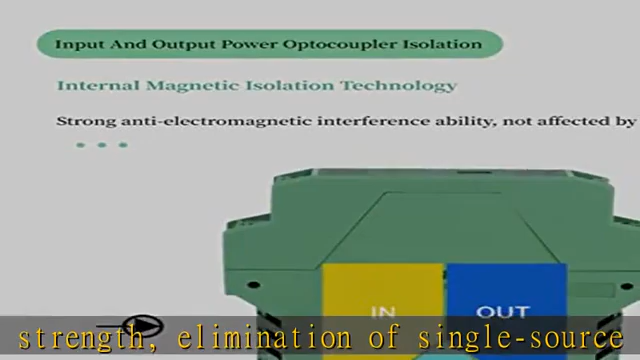 Input And Output Power Optocoupler Isolation
Internal Magnetic Isolation Technology
Strong anti-electromagnetic interference ability, not affected by
IN OUT
strength, elimination of single-source